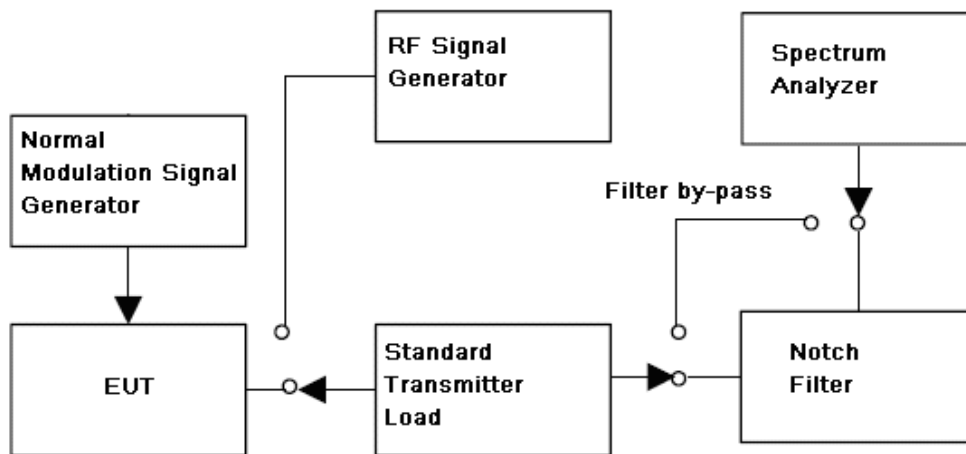 RF Signal
Generator
Spectrum
Analyzer
Normal
Modulation Signal
Generator
Filter by-pass
EUT
Standard
Transmitter
Load
Notch
Filter